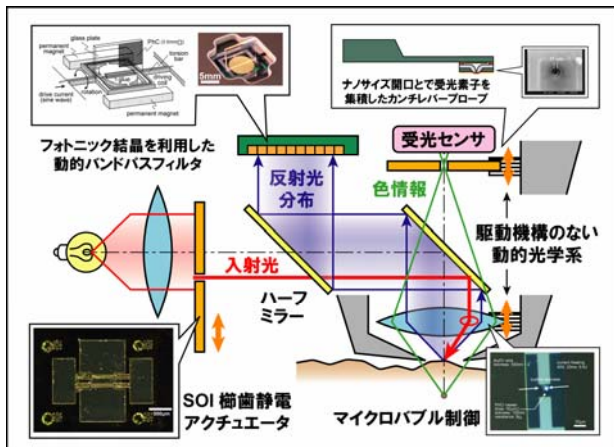 glass plate
PhC (1.6mm□)
permanent magnet
torsion bar
driving coil
drive current (sine wave)
rotation
permanent magnet
5mm
フォトニック結晶を利用した
動的バンドパスフィルタ
ナノサイズ開口とで受光素子を
集積したカンチレバープローブ
受光センサ
反射光
分布
色情報
駆動機構のない
動的光学系
入射光
ハーフ
ミラー
SOI 櫛歯静電
アクチュエータ
マイクロバブル制御